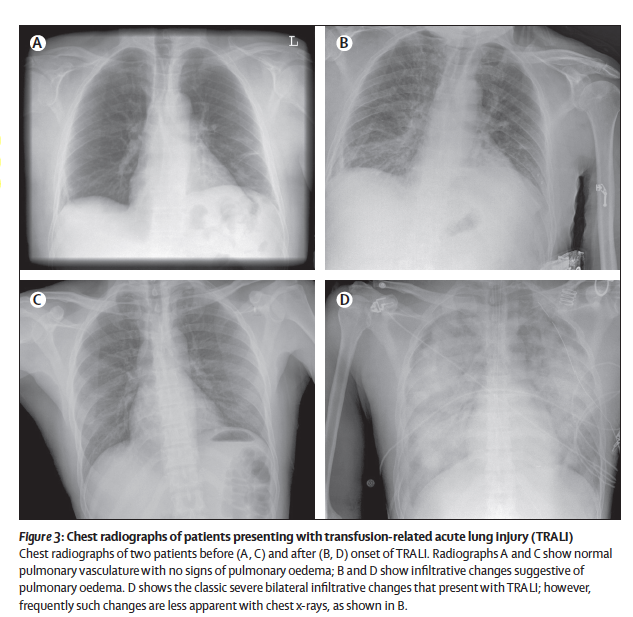 A
L
B
C
D
Figure 3: Chest radiographs of patients presenting with transfusion-related acute lung injury (TRALI)
Chest radiographs of two patients before (A, C) and after (B, D) onset of TRALI. Radiographs A and C show normal
pulmonary vasculature with no signs of pulmonary oedema; B and D show infiltrative changes suggestive of
pulmonary oedema. D shows the classic severe bilateral infiltrative changes that present with TRALI; however,
frequently such changes are less apparent with chest x-rays, as shown in B.